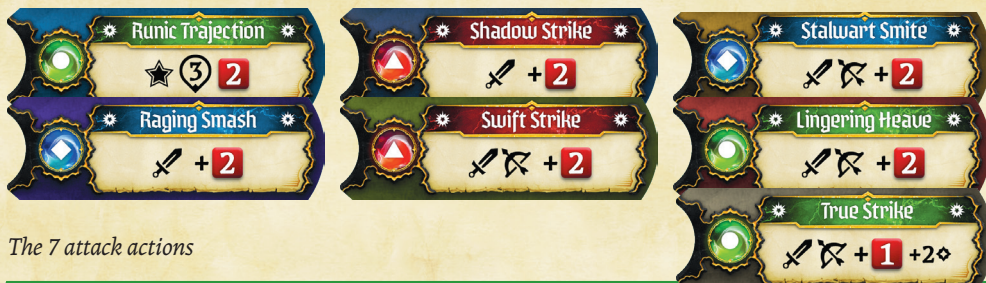 Runic Trajection
3 2
Raging Smash
+2
Shadow Strike
+2
Swift Strike
+2
Stalwart Smite
+2
Lingering Heave
+2
True Strike
+1 +2
The 7 attack actions